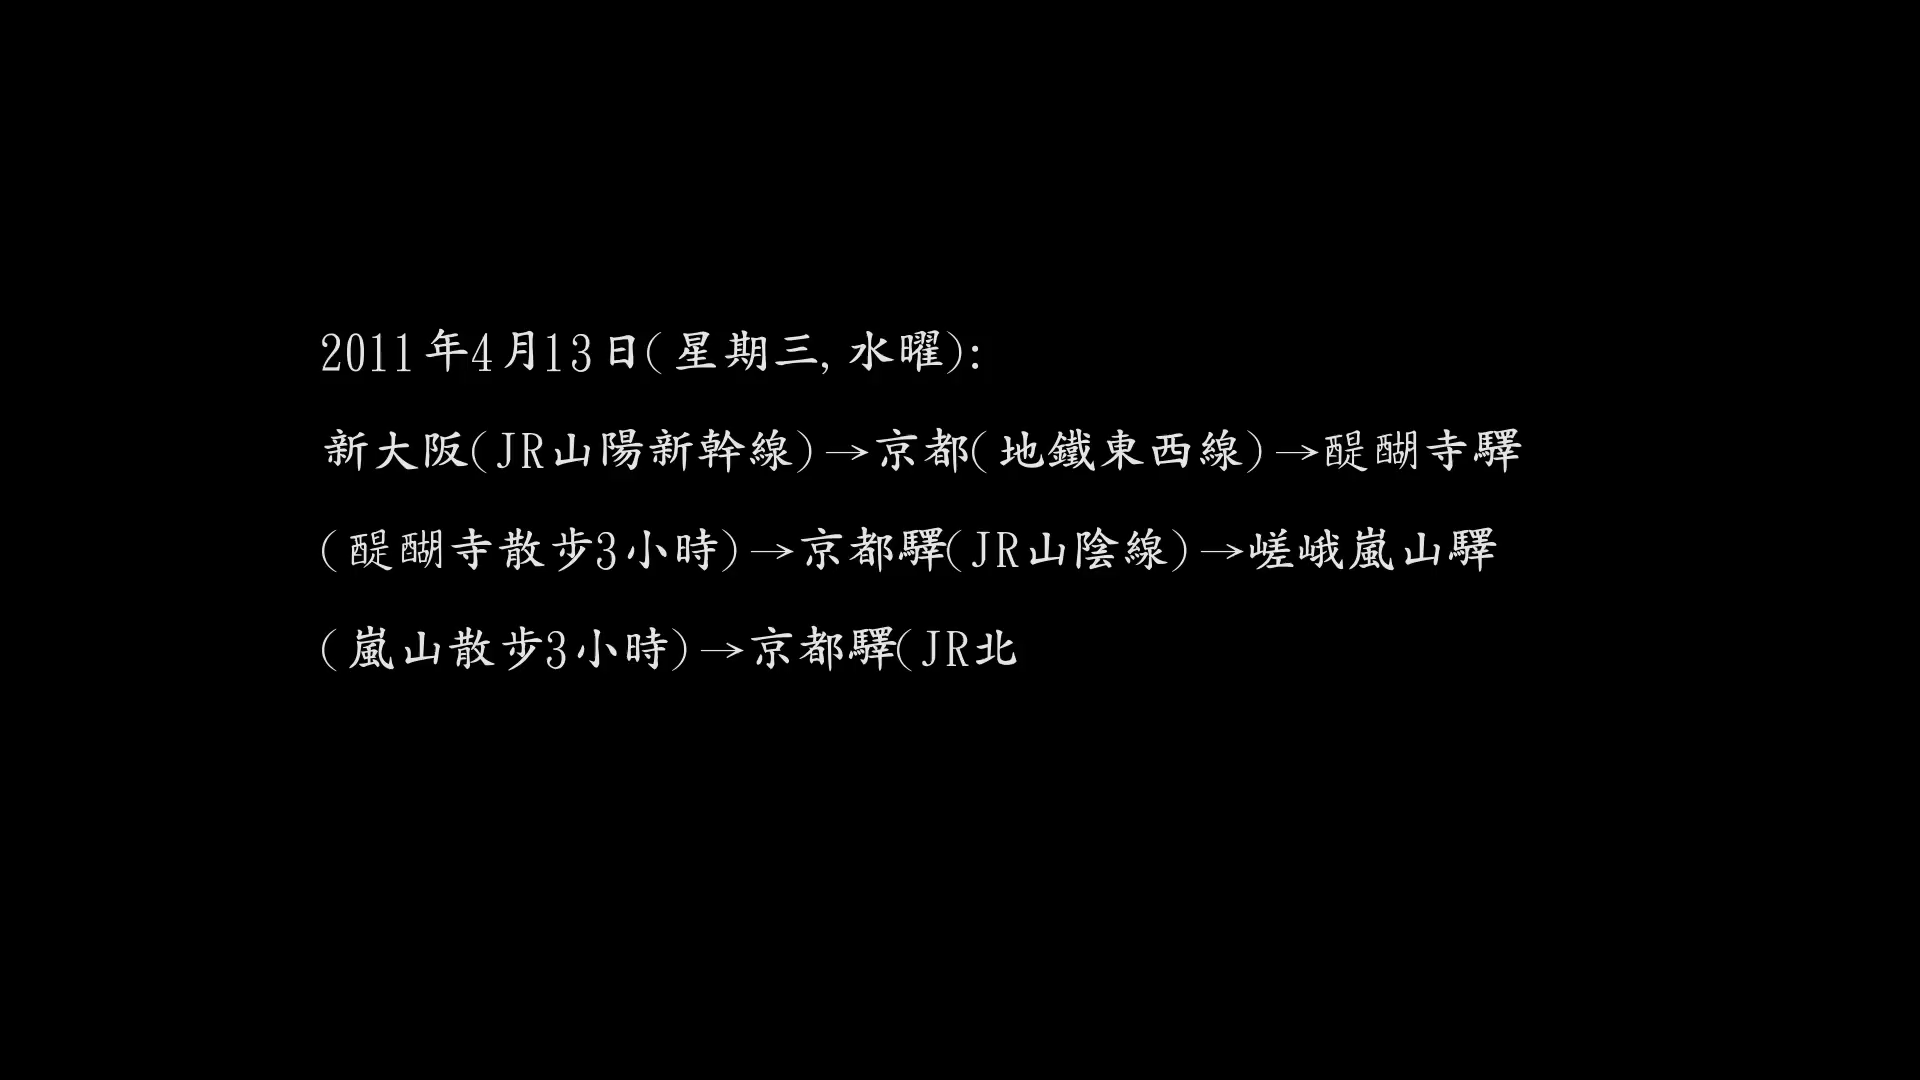 2011年4月13日(星期三,水曜):
新大阪(JR山陽新幹線)→京都(地鐵東西線)→醍醐寺驛
(醍醐寺散步3小時)→京都驛(JR山陰線)→嵯峨嵐山驛
(嵐山散步3小時)→京都驛(JR北